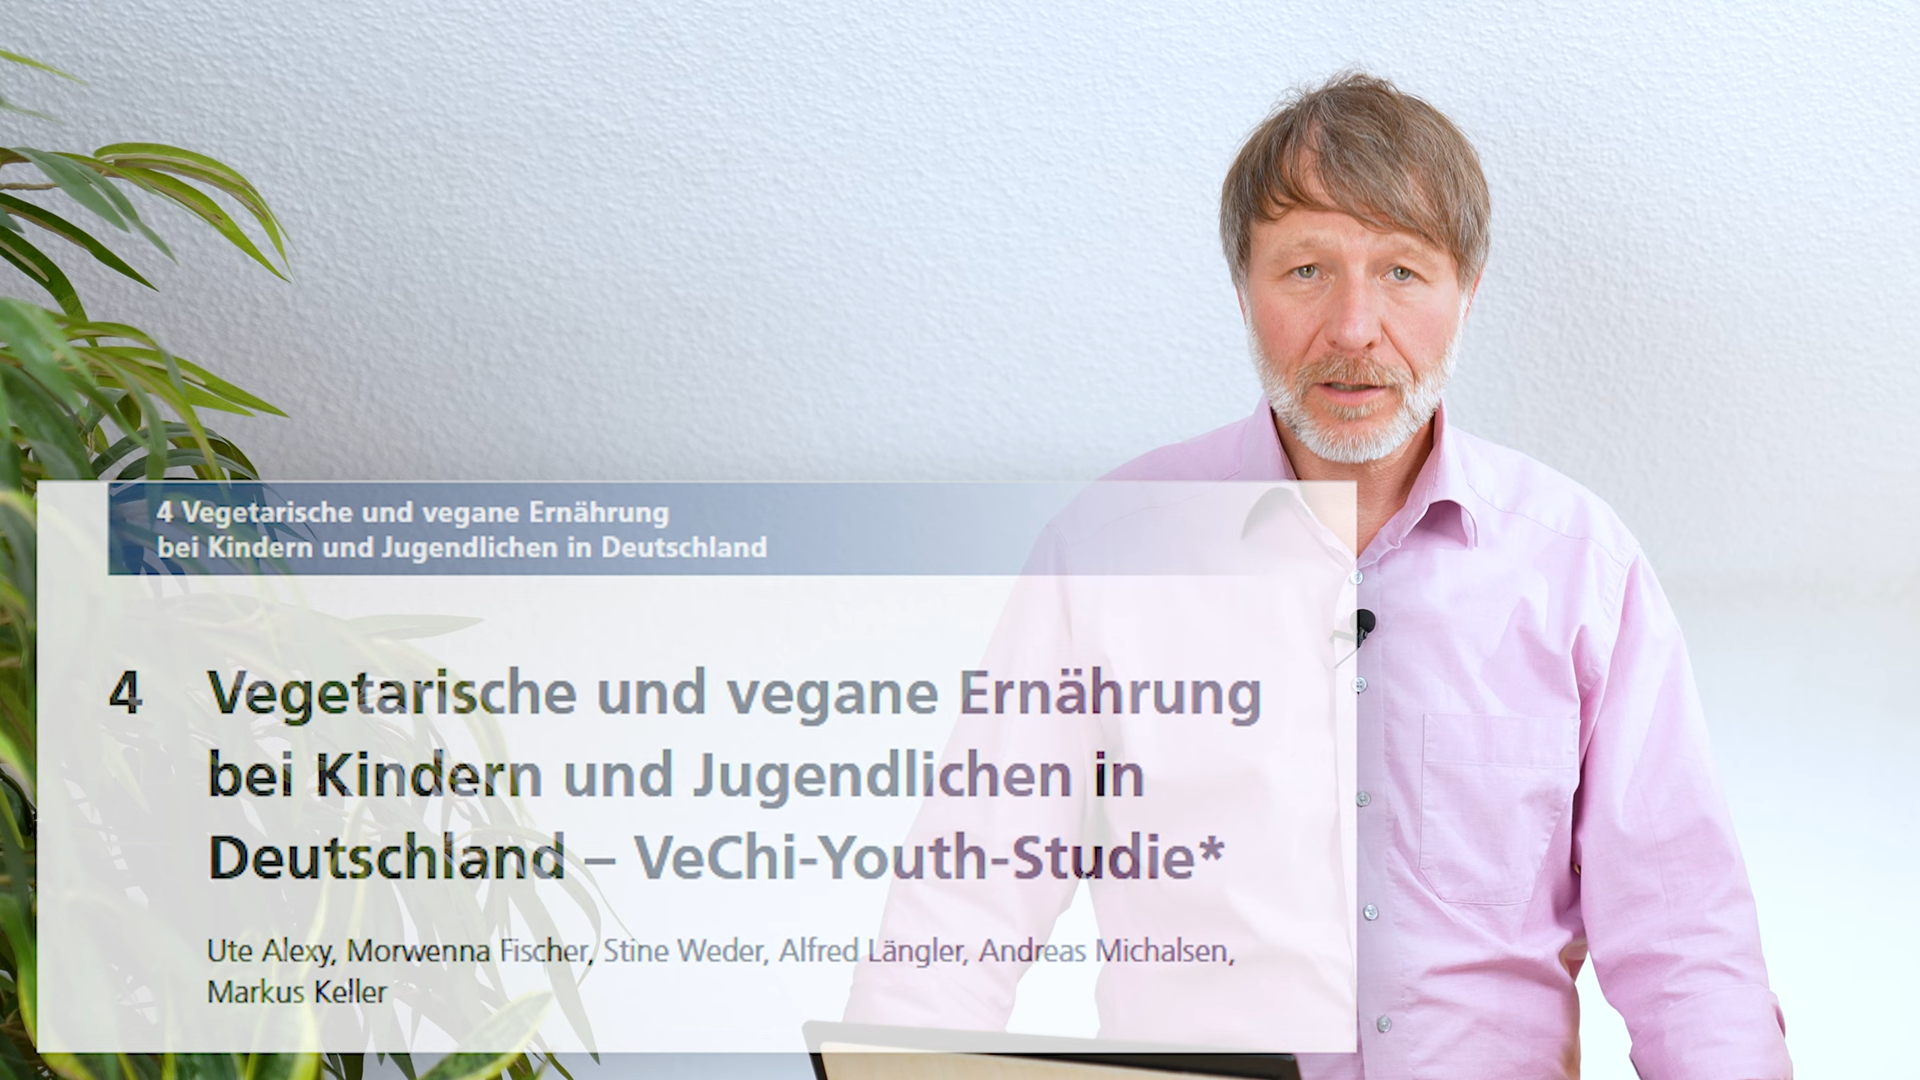 4 Vegetarische und vegane Ernährung
bei Kindern und Jugendlichen in Deutschland
4 Vegetarische und vegane Ernährung
bei Kindern und Jugendlichen in
Deutschland – VeChi-Youth-Studie*
Ute Alexy, Morwenna Fischer, Stine Weder, Alfred Längler, Andreas Michalsen,
Markus Keller